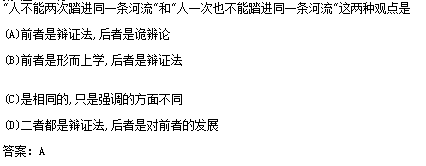 “人不能两次踏进同一条河流“和“人一次也不能踏进同一条河流“这两种观点是
(A)前者是辩证法,后者是诡辩论
(B)前者是形而上学,后者是辩证法
(C)是相同的,只是强调的方面不同
(D)二者都是辩证法,后者是对前者的发展
答案：A